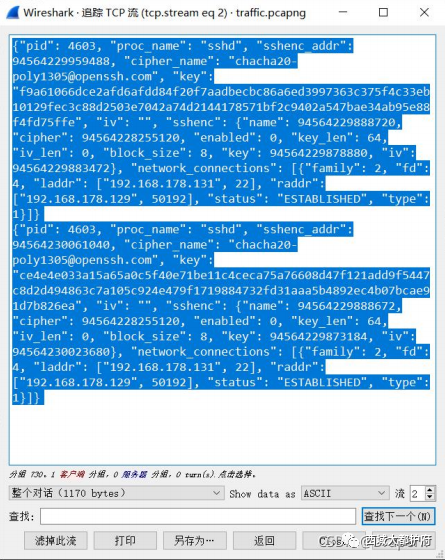 Wireshark · 追踪 TCP 流 (tcp.stream eq 2) · traffic.pcapng
{"pid": 4603, "proc_name": "sshd", "sshenc_addr":
94564229959488, "cipher_name": "chacha20-
poly1305@openssh.com", "key":
"f9a61066dce2afd6afdd84f20f7aadbecbc86a6ed3997363c375f4c33eb
10129fec3c88d2503e7042a74d2144178571bf2c9402a547bae34ab95e88
f4fd75ffe", "iv": "", "sshenc": {"name": 94564229888720,
"cipher": 94564228255120, "enabled": 0, "key_len": 64,
"iv_len": 0, "block_size": 8, "key": 94564229878880, "iv":
94564229883472}, "network_connections": [{"family": 2, "fd":
4, "laddr": ["192.168.178.131", 22], "raddr":
["192.168.178.129", 50192], "status": "ESTABLISHED", "type":
1}]}
{"pid": 4603, "proc_name": "sshd", "sshenc_addr":
94564230061040, "cipher_name": "chacha20-
poly1305@openssh.com", "key":
"ce4e4e033a15a65a0c5f40e71be11c4ceca75a76608d47f121add9f5447
c8d2d494863c7a105c924e479f1719884732fd31aaa5b4892ec4b07bcae9
1d7b826ea", "iv": "", "sshenc": {"name": 94564229888672,
"cipher": 94564228255120, "enabled": 0, "key_len": 64,
"iv_len": 0, "block_size": 8, "key": 94564229873184, "iv":
94564230023680}, "network_connections": [{"family": 2, "fd":
4, "laddr": ["192.168.178.131", 22], "raddr":
["192.168.178.129", 50192], "status": "ESTABLISHED", "type":
1}]}
分组 730。1 客户端 分组, 0 服务器 分组, 0 turn(s) 点击选择。
整个对话 (1170 bytes) Show data as ASCII 流 2
查找: 查找下一个(N)
滤掉此流 打印 另存为… 返回